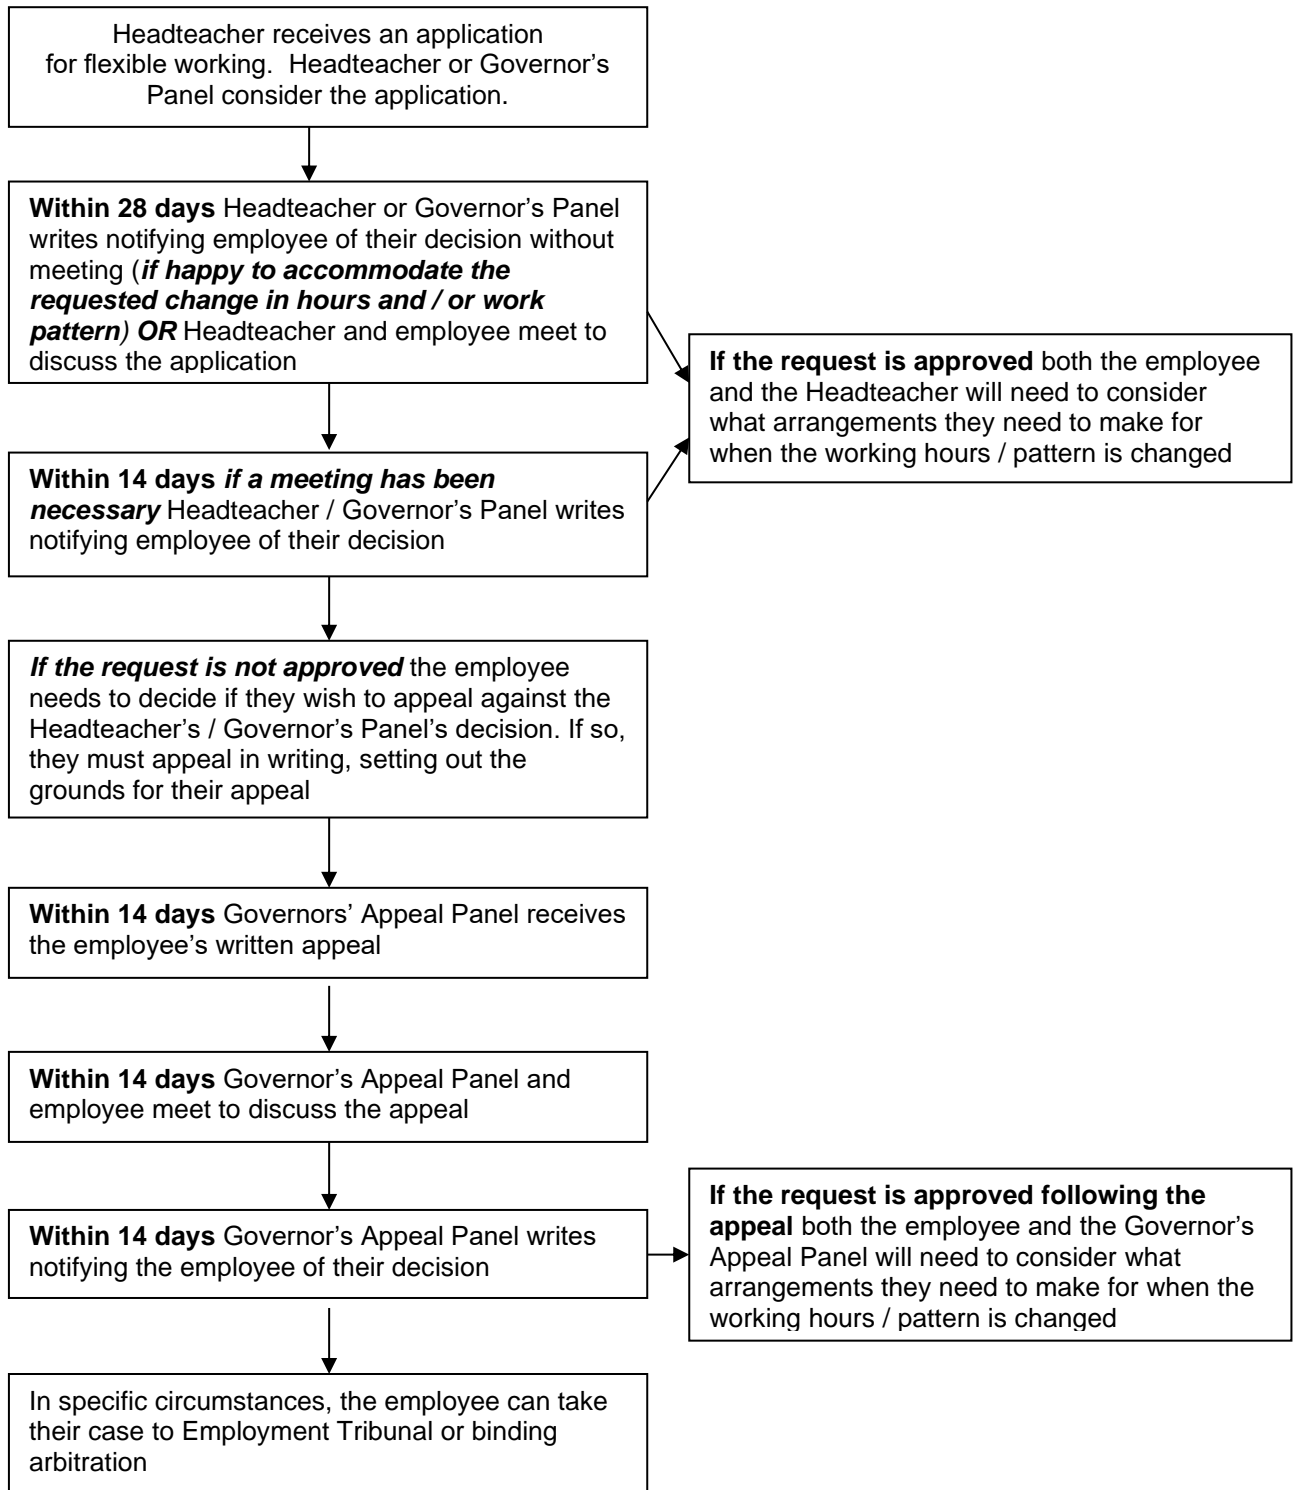 Headteacher receives an application
for flexible working.  Headteacher or Governor’s
Panel consider the application.
Within 28 days Headteacher or Governor’s Panel
writes notifying employee of their decision without
meeting (if happy to accommodate the
requested change in hours and / or work
pattern) OR Headteacher and employee meet to
discuss the application
If the request is approved both the employee
and the Headteacher will need to consider
what arrangements they need to make for
when the working hours / pattern is changed
Within 14 days if a meeting has been
necessary Headteacher / Governor’s Panel writes
notifying employee of their decision
If the request is not approved the employee
needs to decide if they wish to appeal against the
Headteacher’s / Governor’s Panel’s decision. If so,
they must appeal in writing, setting out the
grounds for their appeal
Within 14 days Governors’ Appeal Panel receives
the employee’s written appeal
Within 14 days Governor’s Appeal Panel and
employee meet to discuss the appeal
Within 14 days Governor’s Appeal Panel writes
notifying the employee of their decision
If the request is approved following the
appeal both the employee and the Governor’s
Appeal Panel will need to consider what
arrangements they need to make for when the
working hours / pattern is changed
In specific circumstances, the employee can take
their case to Employment Tribunal or binding
arbitration